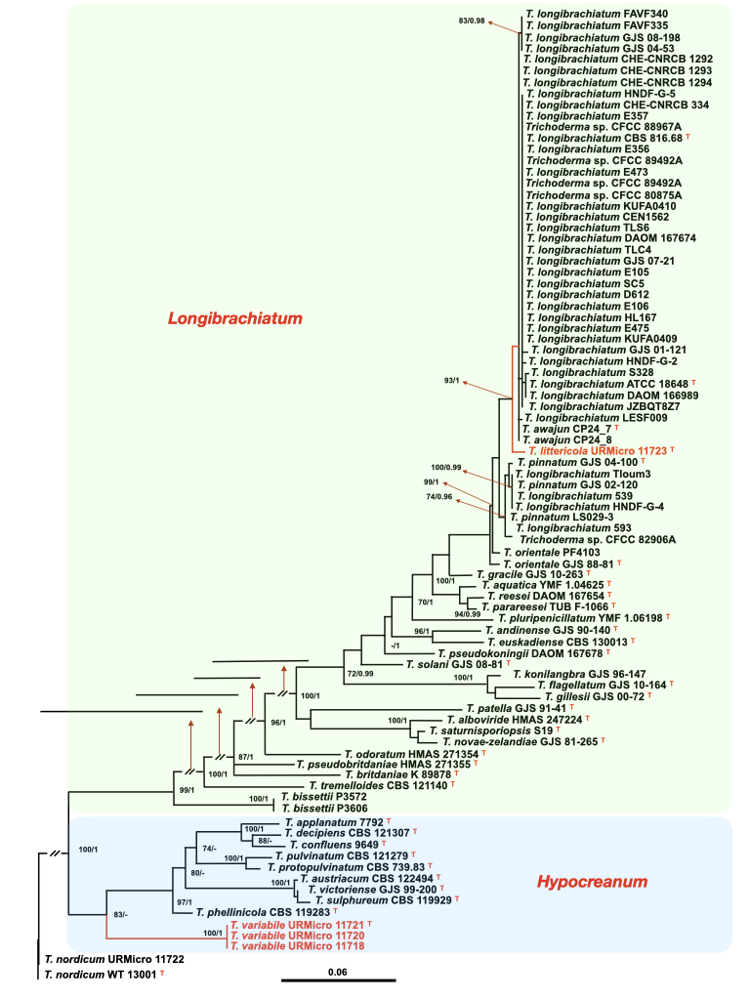 83/0.98
T. longibrachiatum FAVF340
T. longibrachiatum FAVF335
T. longibrachiatum GJS 08-198
T. longibrachiatum GJS 04-53
T. longibrachiatum CHE-CNRCB 1292
T. longibrachiatum CHE-CNRCB 1293
T. longibrachiatum CHE-CNRCB 1294
T. longibrachiatum HNDF-G-5
T. longibrachiatum CHE-CNRCB 334
T. longibrachiatum E357
Trichoderma sp. CFCC 88967A
T. longibrachiatum CBS 816.68 T
T. longibrachiatum E356
Trichoderma sp. CFCC 89492A
T. longibrachiatum E473
Trichoderma sp. CFCC 89492A
Trichoderma sp. CFCC 80875A
T. longibrachiatum KUFA0410
T. longibrachiatum CEN1562
T. longibrachiatum TLS6
T. longibrachiatum DAOM 167674
T. longibrachiatum TLC4
T. longibrachiatum GJS 07-21
T. longibrachiatum E105
T. longibrachiatum SC5
T. longibrachiatum D612
T. longibrachiatum E106
T. longibrachiatum HL167
Longibrachiatum
T. longibrachiatum E475
T. longibrachiatum KUFA0409
T. longibrachiatum GJS 01-121
T. longibrachiatum HNDF-G-2
T. longibrachiatum S328
93/1
T. longibrachiatum ATCC 18648 T
T. longibrachiatum DAOM 166989
T. longibrachiatum JZBQT8Z7
T. longibrachiatum LESF009
T. awajun CP24_7 T
T. awajun CP24_8
T. littericola URMicro 11723 T
T. pinnatum GJS 04-100 T
100/0.99
T. longibrachiatum Tloum3
99/1
T. pinnatum GJS 02-120
74/0.96
T. longibrachiatum 539
T. longibrachiatum HNDF-G-4
T. pinnatum LS029-3
T. longibrachiatum 593
Trichoderma sp. CFCC 82906A
T. orientale PF4103
T. orientale GJS 88-81 T
T. gracile GJS 10-263 T
100/1
T. aquatica YMF 1.04625 T
T. reesei DAOM 167654 T
70/1
T. parareesei TUB F-1066 T
94/0.99
T. pluripenicillatum YMF 1.06198 T
96/1
T. andinense GJS 90-140 T
T. euskadiense CBS 130013 T
-/1
T. pseudokoningii DAOM 167678 T
T. solani GJS 08-81 T
72/0.99
100/1
T. konilangbra GJS 96-147
T. flagellatum GJS 10-164 T
T. gillesii GJS 00-72 T
100/1
T. patella GJS 91-41 T
96/1
100/1
T. alboviride HMAS 247224 T
T. saturnisporiopsis S19 T
T. novae-zelandiae GJS 81-265 T
T. odoratum HMAS 271354 T
87/1
T. pseudobritdaniae HMAS 271355 T
100/1
T. britdaniae K 89878 T
T. tremelloides CBS 121140 T
99/1
100/1
T. bissettii P3572
T. bissettii P3606
T. applanatum 7792 T
100/1
T. decipiens CBS 121307 T
88/-
T. confluens 9649 T
100/1
74/-
T. pulvinatum CBS 121279 T
100/1
T. protopulvinatum CBS 739.83 T
80/-
T. austriacum CBS 122494 T
100/1
Hypocreanum
T. victoriense GJS 99-200 T
T. sulphureum CBS 119929 T
97/1
T. phellinicola CBS 119283 T
83/-
T. variabile URMicro 11721 T
100/1
T. variabile URMicro 11720
T. variabile URMicro 11718
T. nordicum URMicro 11722
T. nordicum WT 13001 T
0.06